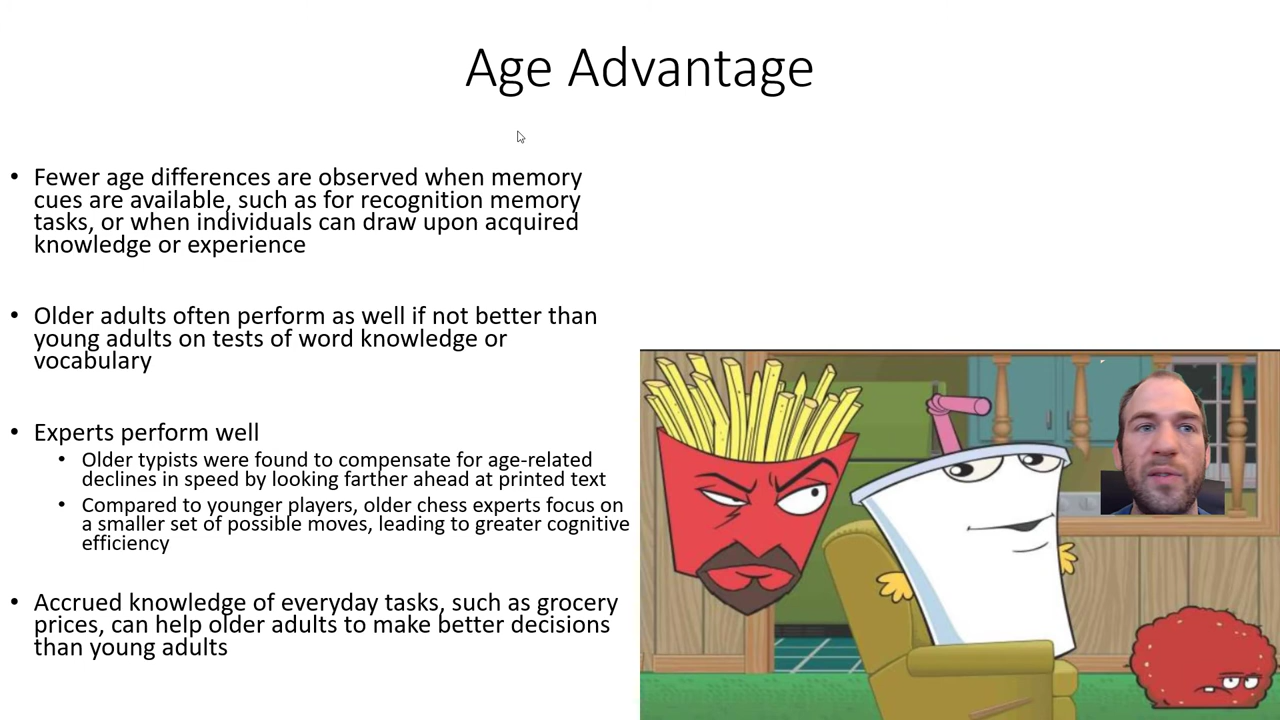 Age Advantage
• Fewer age differences are observed when memory
cues are available, such as for recognition memory
tasks, or when individuals can draw upon acquired
knowledge or experience
• Older adults often perform as well if not better than
young adults on tests of word knowledge or
vocabulary
• Experts perform well
• Older typists were found to compensate for age-related
declines in speed by looking farther ahead at printed text
• Compared to younger players, older chess experts focus on
a smaller set of possible moves, leading to greater cognitive
efficiency
• Accrued knowledge of everyday tasks, such as grocery
prices, can help older adults to make better decisions
than young adults